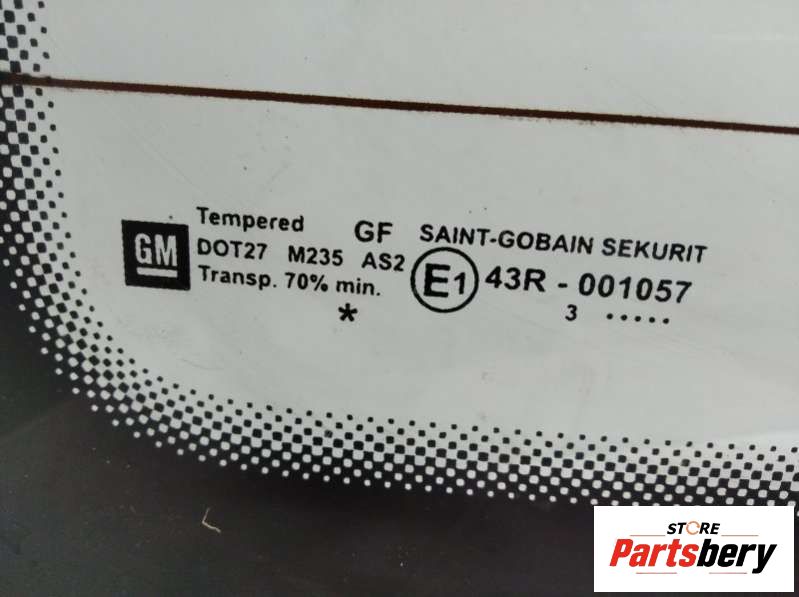 GM
Tempered GF SAINT-GOBAIN SEKURIT
DOT27 M235 AS2 E1 43R - 001057
Transp. 70% min. 3 .....
*
STORE
Partsbery